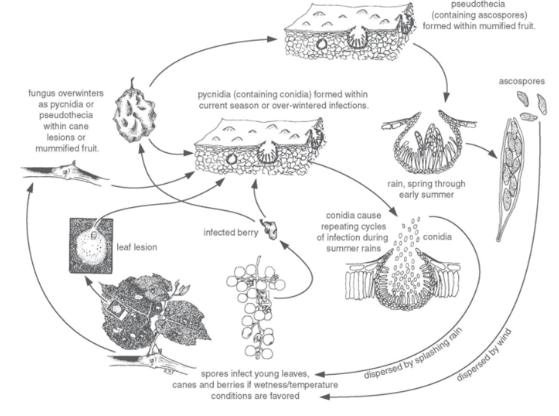 pseudothecia
(containing ascospores)
formed within mummified fruit.
ascospores
fungus overwinters
as pycnidia or
pseudothecia
within cane
lesions or
mummified fruit.
pycnidia (containing conidia) formed within
current season or over-wintered infections.
rain, spring through
early summer
infected berry
conidia cause
repeating cycles
of infection during
summer rains
conidia
leaf lesion
dispersed by splashing rain
dispersed by wind
spores infect young leaves,
canes and berries if wetness/temperature
conditions are favored